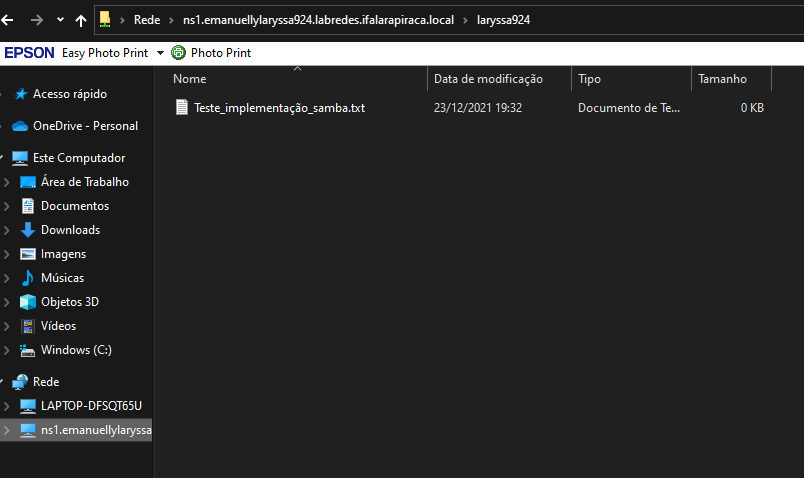 Rede > ns1.emanuellylaryssa924.labredes.ifalarapiraca.local > laryssa924
EPSON Easy Photo Print Photo Print
Nome Data de modificação Tipo Tamanho
Teste_implementação_samba.txt 23/12/2021 19:32 Documento de Te... 0 KB
Acesso rápido
OneDrive - Personal
Este Computador
Área de Trabalho
Documentos
Downloads
Imagens
Músicas
Objetos 3D
Vídeos
Windows (C:)
Rede
LAPTOP-DFSQT65U
ns1.emanuellylaryssa